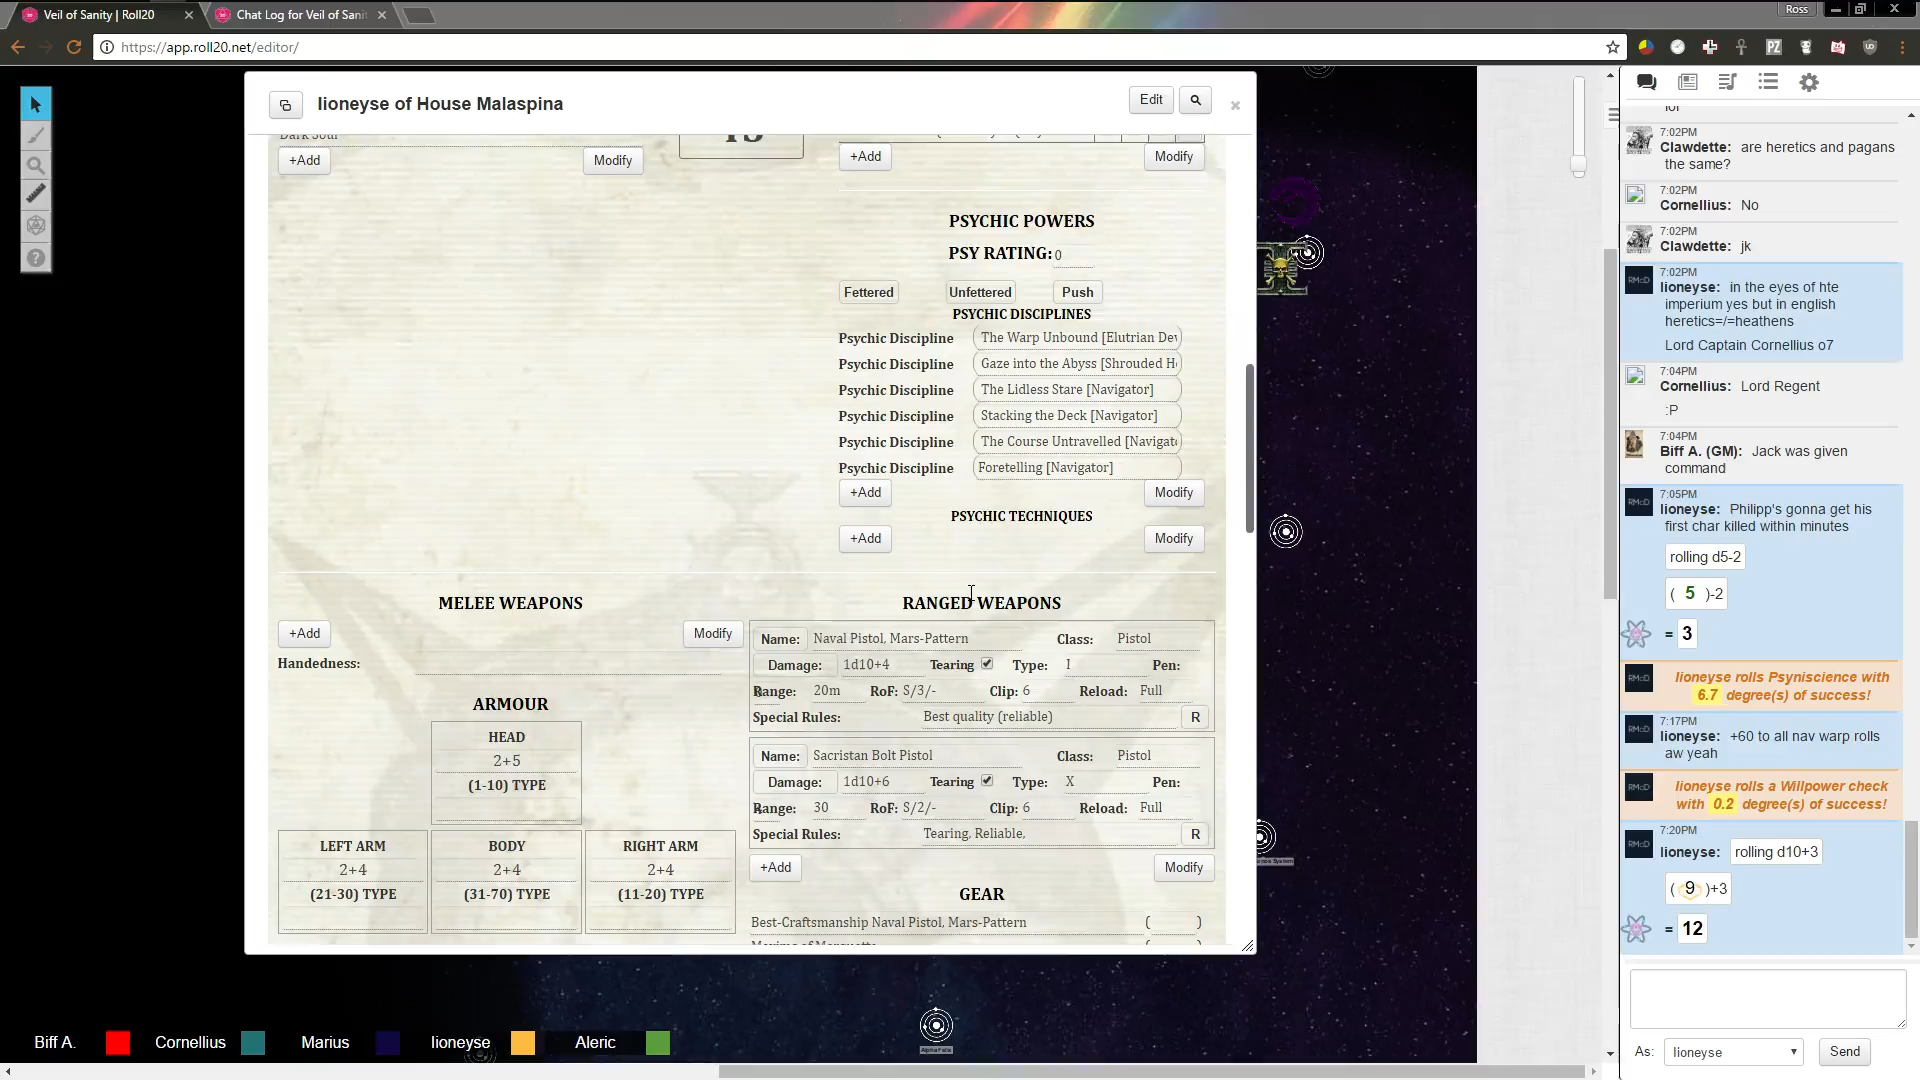 Veil of Sanity | Roll20
Chat Log for Veil of Sani
Ross
https://app.roll20.net/editor/
lioneyse of House Malaspina
Edit
Dark Soul
+Add
Modify
+Add
Modify
PSYCHIC POWERS
PSY RATING: 0
Fettered
Unfettered
Push
PSYCHIC DISCIPLINES
Psychic Discipline The Warp Unbound [Elutrian De
Psychic Discipline Gaze into the Abyss [Shrouded H
Psychic Discipline The Lidless Stare [Navigator]
Psychic Discipline Stacking the Deck [Navigator]
Psychic Discipline The Course Untravelled [Navigat
Psychic Discipline Foretelling [Navigator]
+Add
Modify
PSYCHIC TECHNIQUES
+Add
Modify
MELEE WEAPONS
+Add
Modify
Handedness:
ARMOUR
HEAD
2+5
(1-10) TYPE
LEFT ARM
2+4
(21-30) TYPE
BODY
2+4
(31-70) TYPE
RIGHT ARM
2+4
(11-20) TYPE
RANGED WEAPONS
Name: Naval Pistol, Mars-Pattern Class: Pistol
Damage: 1d10+4 Tearing Type: I Pen:
Range: 20m RoF: S/3/- Clip: 6 Reload: Full
Special Rules: Best quality (reliable) R
Name: Sacristan Bolt Pistol Class: Pistol
Damage: 1d10+6 Tearing Type: X Pen:
Range: 30 RoF: S/2/- Clip: 6 Reload: Full
Special Rules: Tearing, Reliable, R
+Add
Modify
GEAR
Best-Craftsmanship Naval Pistol, Mars-Pattern ( )
7:02PM
Clawdette: are heretics and pagans
the same?
7:02PM
Cornellius: No
7:02PM
Clawdette: jk
7:02PM
lioneyse: in the eyes of hte
imperium yes but in english
heretics=/=heathens
Lord Captain Cornellius o7
7:04PM
Cornellius: Lord Regent
:P
7:04PM
Biff A. (GM): Jack was given
command
7:05PM
lioneyse: Philipp's gonna get his
first char killed within minutes
rolling d5-2
( 5 )-2
= 3
lioneyse rolls Psyniscience with
6.7 degree(s) of success!
7:17PM
lioneyse: +60 to all nav warp rolls
aw yeah
lioneyse rolls a Willpower check
with 0.2 degree(s) of success!
7:20PM
lioneyse: rolling d10+3
( 9 )+3
= 12
As: lioneyse
Send
Biff A.
Cornellius
Marius
lioneyse
Aleric
RMcD
RMcD
RMcD
RMcD
RMcD
RMcD
PZ